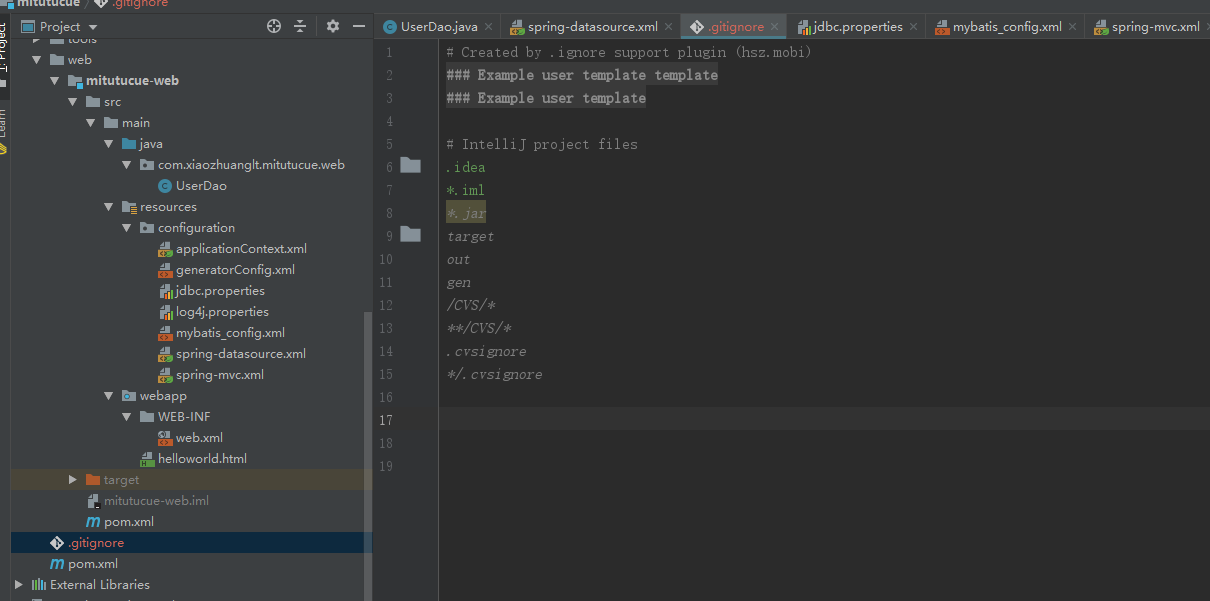 mitutucue .gitignore
Project
Project
Learn
tools
web
mitutucue-web
src
main
java
com.xiaozhuanglt.mitutucue.web
UserDao
resources
configuration
applicationContext.xml
generatorConfig.xml
jdbc.properties
log4j.properties
mybatis_config.xml
spring-datasource.xml
spring-mvc.xml
webapp
WEB-INF
web.xml
helloworld.html
target
mitutucue-web.iml
pom.xml
.gitignore
pom.xml
External Libraries
UserDao.java
spring-datasource.xml
.gitignore
jdbc.properties
mybatis_config.xml
spring-mvc.xml
1 # Created by .ignore support plugin (hsz.mobi)
2 ### Example user template template
3 ### Example user template
4
5 # IntelliJ project files
6 .idea
7 *.iml
8 *.jar
9 target
10 out
11 gen
12 /CVS/*
13 **/CVS/*
14 .cvsignore
15 */.cvsignore
16
17
18
19